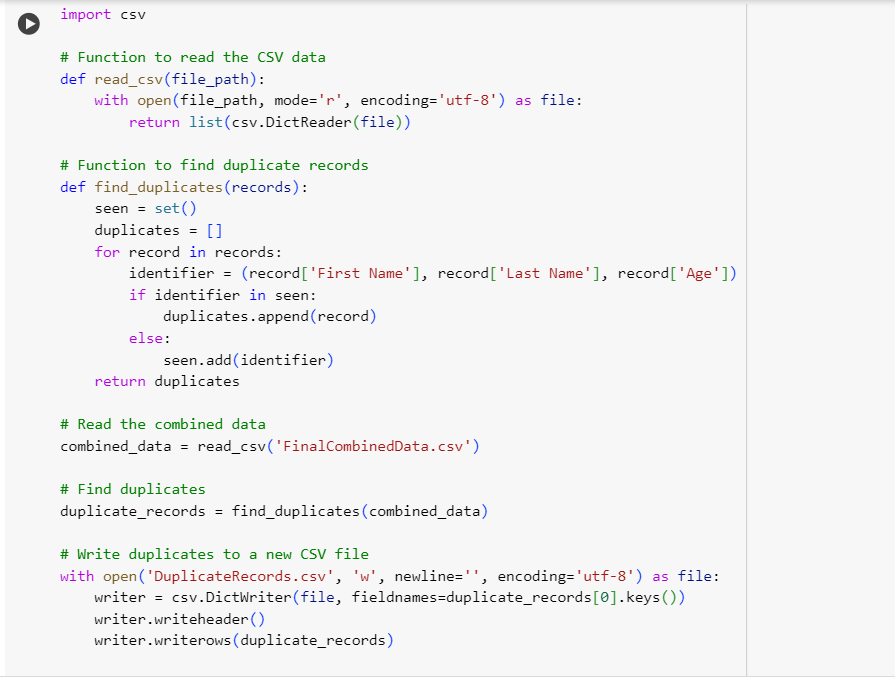 import csv

# Function to read the CSV data
def read_csv(file_path):
    with open(file_path, mode='r', encoding='utf-8') as file:
        return list(csv.DictReader(file))

# Function to find duplicate records
def find_duplicates(records):
    seen = set()
    duplicates = []
    for record in records:
        identifier = (record['First Name'], record['Last Name'], record['Age'])
        if identifier in seen:
            duplicates.append(record)
        else:
            seen.add(identifier)
    return duplicates

# Read the combined data
combined_data = read_csv('FinalCombinedData.csv')

# Find duplicates
duplicate_records = find_duplicates(combined_data)

# Write duplicates to a new CSV file
with open('DuplicateRecords.csv', 'w', newline='', encoding='utf-8') as file:
    writer = csv.DictWriter(file, fieldnames=duplicate_records[0].keys())
    writer.writeheader()
    writer.writerows(duplicate_records)